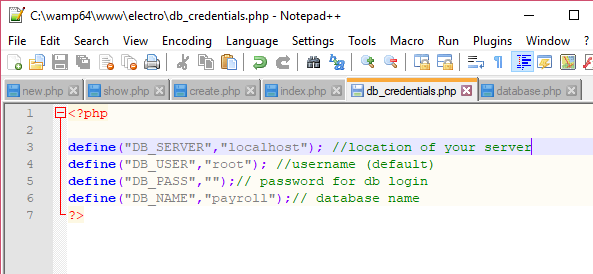 C:\wamp64\www\electro\db_credentials.php - Notepad++
File Edit Search View Encoding Language Settings Tools Macro Run Plugins Window ?
new.php show.php create.php index.php db_credentials.php database.php
1 <?php
2
3 define("DB_SERVER","localhost"); //location of your server
4 define("DB_USER","root"); //username (default)
5 define("DB_PASS","");// password for db login
6 define("DB_NAME","payroll");// database name
7 ?>